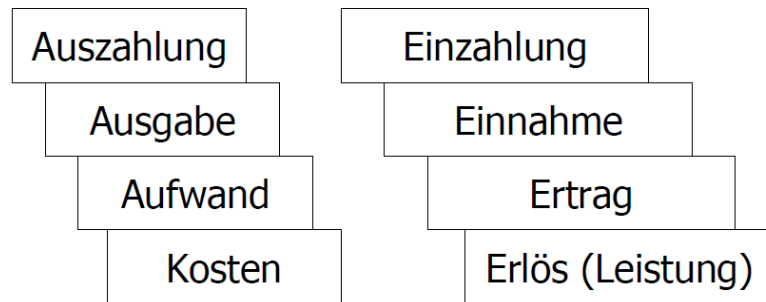 Auszahlung
Ausgabe
Aufwand
Kosten
Einzahlung
Einnahme
Ertrag
Erlös (Leistung)